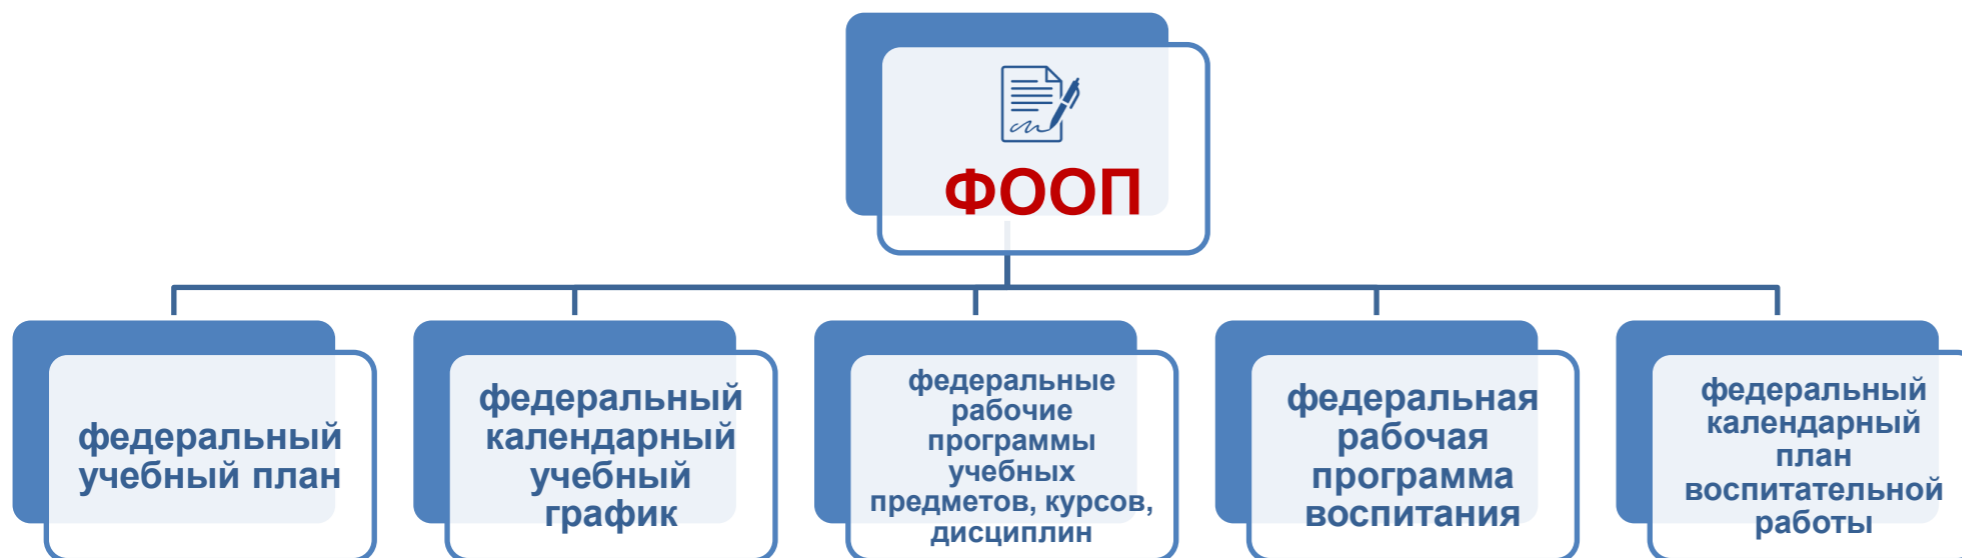 ФООП
федеральный
учебный план
федеральный
календарный
учебный
график
федеральные
рабочие
программы
учебных
предметов, курсов,
дисциплин
федеральная
рабочая
программа
воспитания
федеральный
календарный
план
воспитательной
работы